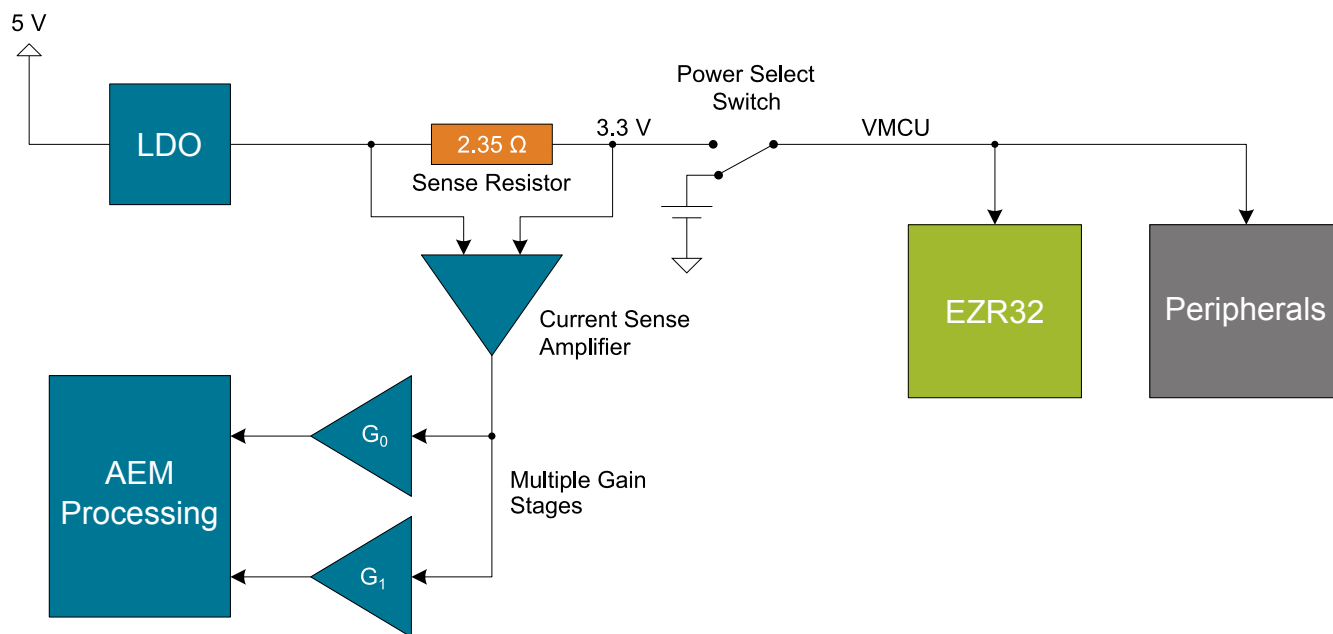 5 V
LDO
2.35 Ω
Sense Resistor
3.3 V
Power Select
Switch
VMCU
EZR32
Peripherals
Current Sense
Amplifier
AEM
Processing
G₀
G₁
Multiple Gain
Stages